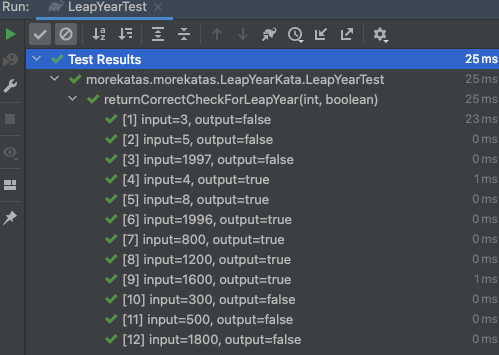 Run: LeapYearTest
Test Results 25 ms
morekatas.morekatas.LeapYearKata.LeapYearTest 25 ms
returnCorrectCheckForLeapYear(int, boolean) 25 ms
[1] input=3, output=false 23 ms
[2] input=5, output=false 0 ms
[3] input=1997, output=false 0 ms
[4] input=4, output=true 1 ms
[5] input=8, output=true 0 ms
[6] input=1996, output=true 0 ms
[7] input=800, output=true 0 ms
[8] input=1200, output=true 0 ms
[9] input=1600, output=true 1 ms
[10] input=300, output=false 0 ms
[11] input=500, output=false 0 ms
[12] input=1800, output=false 0 ms